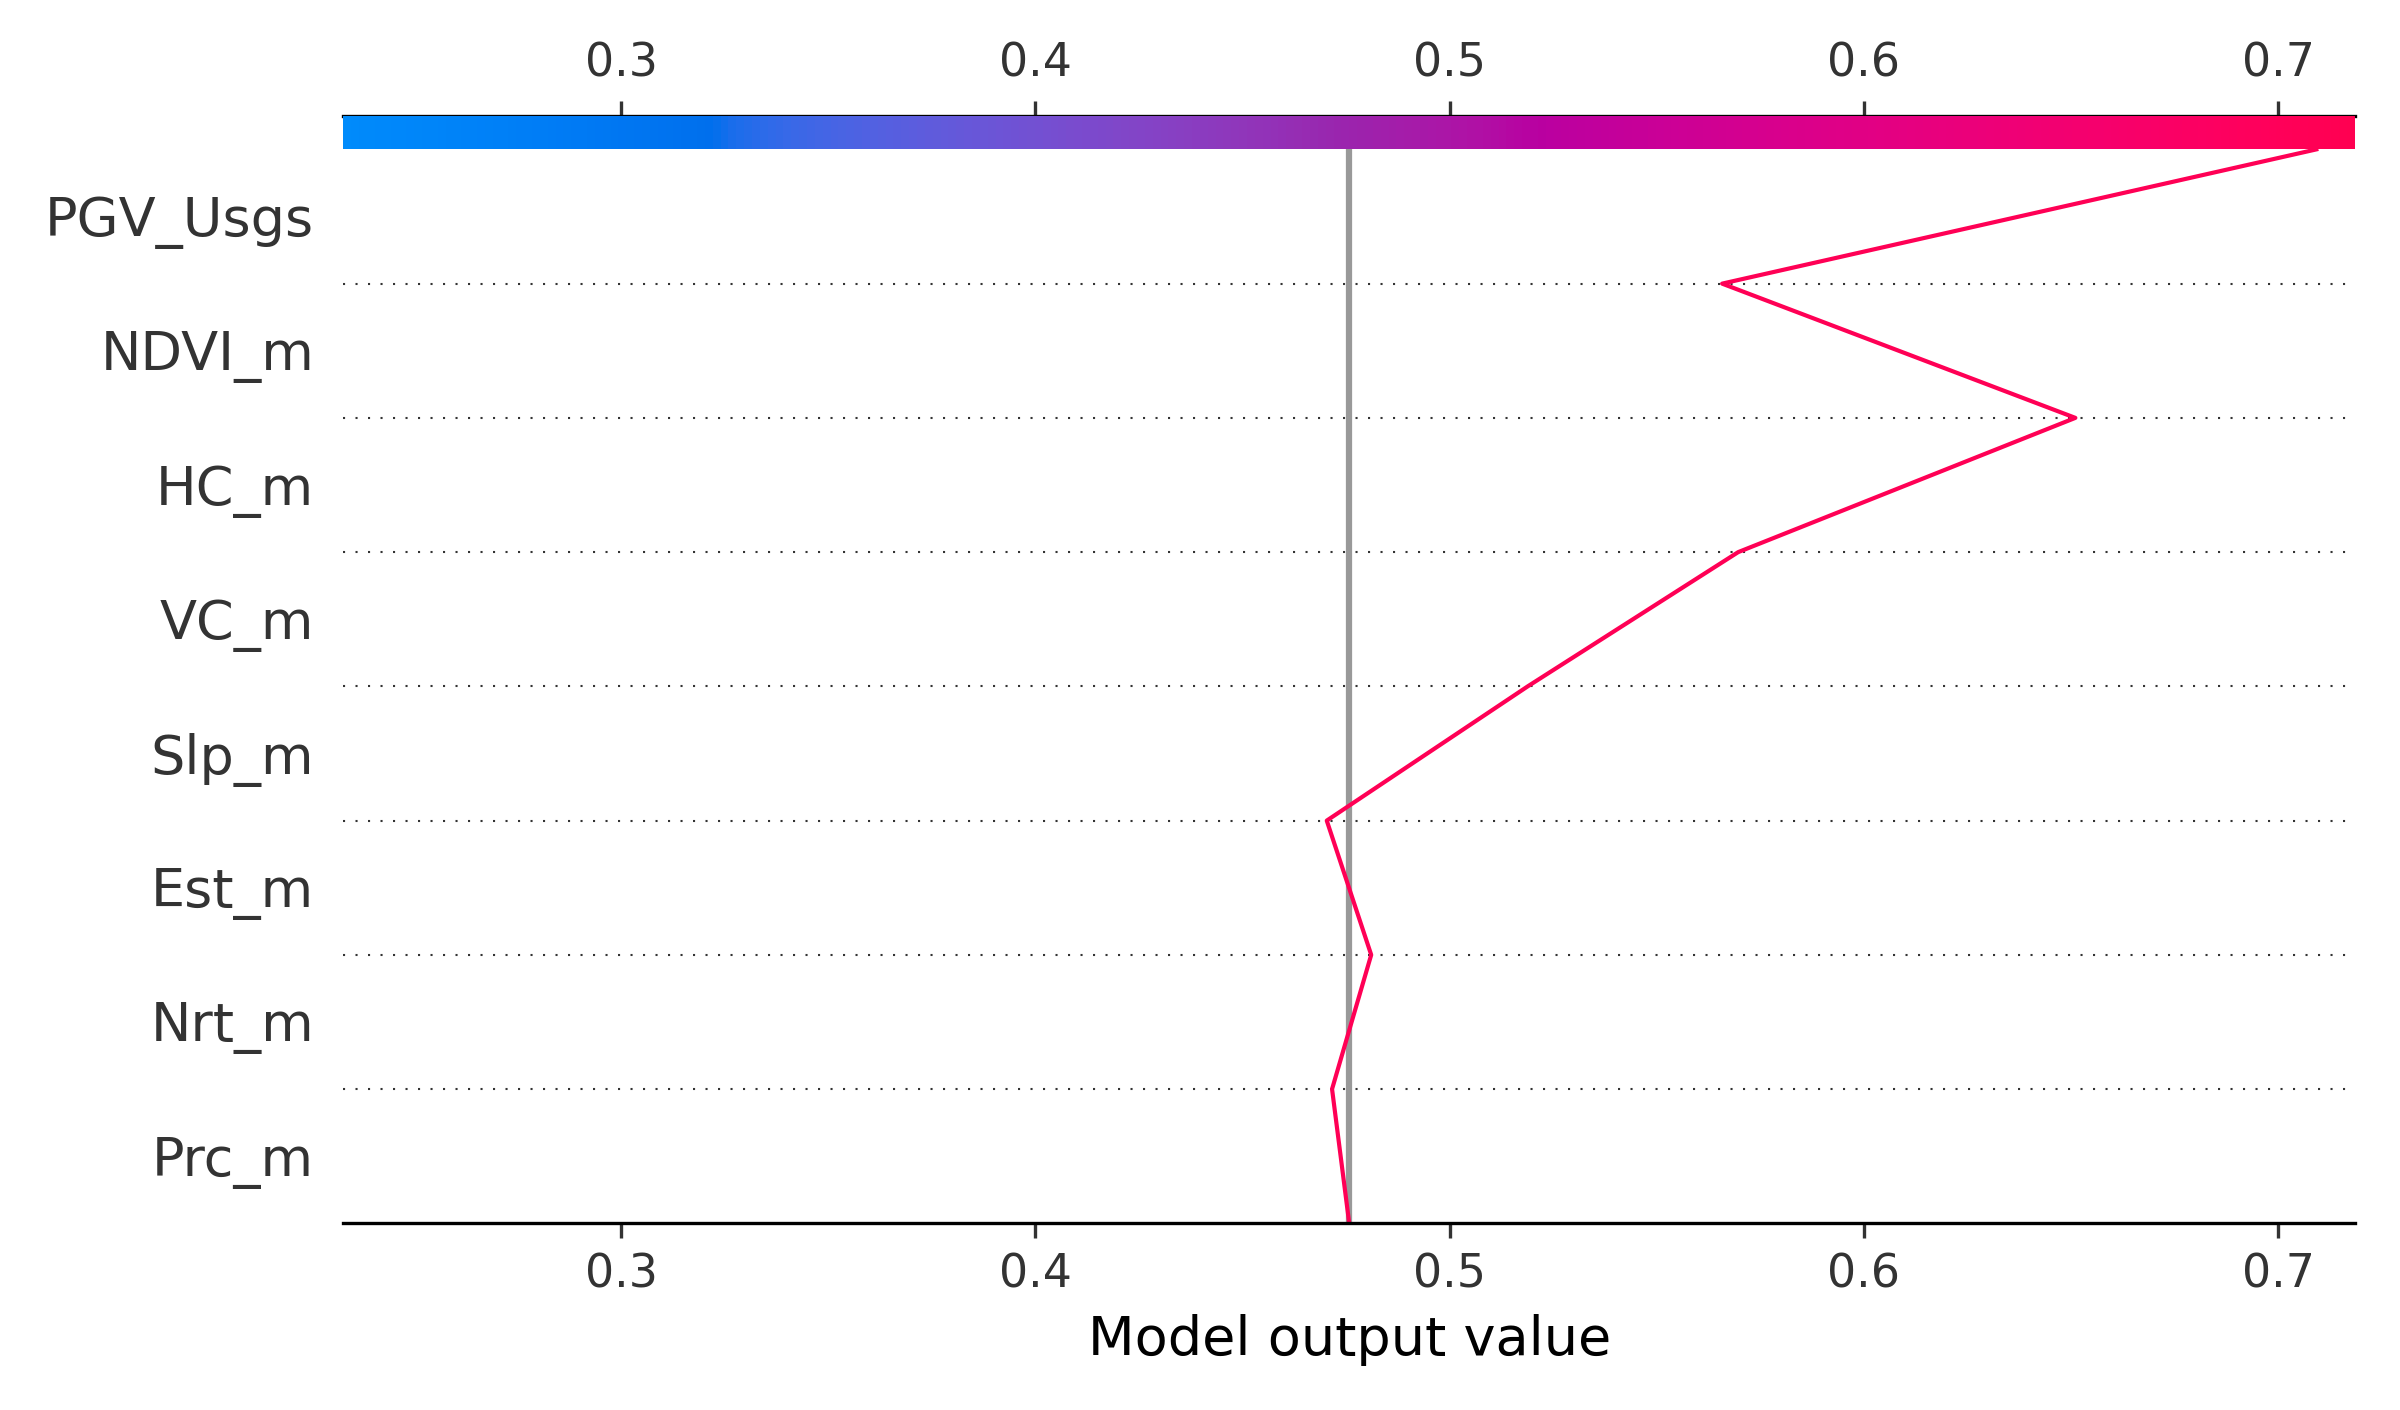 0.3 0.4 0.5 0.6 0.7
PGV_Usgs
NDVI_m
HC_m
VC_m
Slp_m
Est_m
Nrt_m
Prc_m
0.3 0.4 0.5 0.6 0.7
Model output value